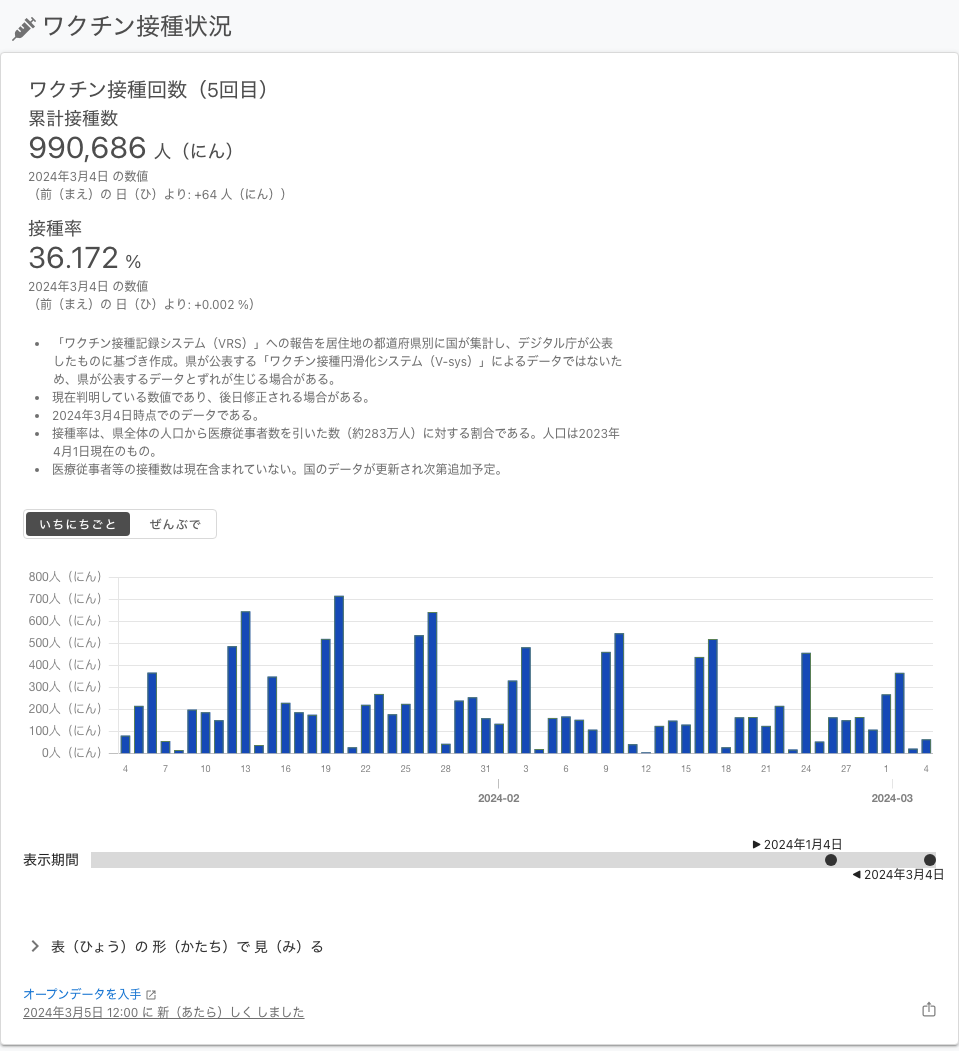 ワクチン接種状況
ワクチン接種回数（5回目）
累計接種数
990,686 人（にん）
2024年3月4日 の数値
（前（まえ）の 日（ひ）より: +64 人（にん））
接種率
36.172 %
2024年3月4日 の数値
（前（まえ）の 日（ひ）より: +0.002 %）
• 「ワクチン接種記録システム（VRS）」への報告を居住地の都道府県別に国が集計し、デジタル庁が公表
したものに基づき作成。県が公表する「ワクチン接種円滑化システム（V-sys）」によるデータではないた
め、県が公表するデータとずれが生じる場合がある。
• 現在判明している数値であり、後日修正される場合がある。
• 2024年3月4日時点でのデータである。
• 接種率は、県全体の人口から医療従事者数を引いた数（約283万人）に対する割合である。人口は2023年
4月1日現在のもの。
• 医療従事者等の接種数は現在含まれていない。国のデータが更新され次第追加予定。
いちにちごと ぜんぶで
800人（にん）
700人（にん）
600人（にん）
500人（にん）
400人（にん）
300人（にん）
200人（にん）
100人（にん）
0人（にん）
4 7 10 13 16 19 22 25 28 31 3 6 9 12 15 18 21 24 27 1 4
2024-02 2024-03
▶ 2024年1月4日
表示期間
◀ 2024年3月4日
表（ひょう）の 形（かたち）で 見（み）る
オープンデータを入手
2024年3月5日 12:00 に 新（あたら）しく しました